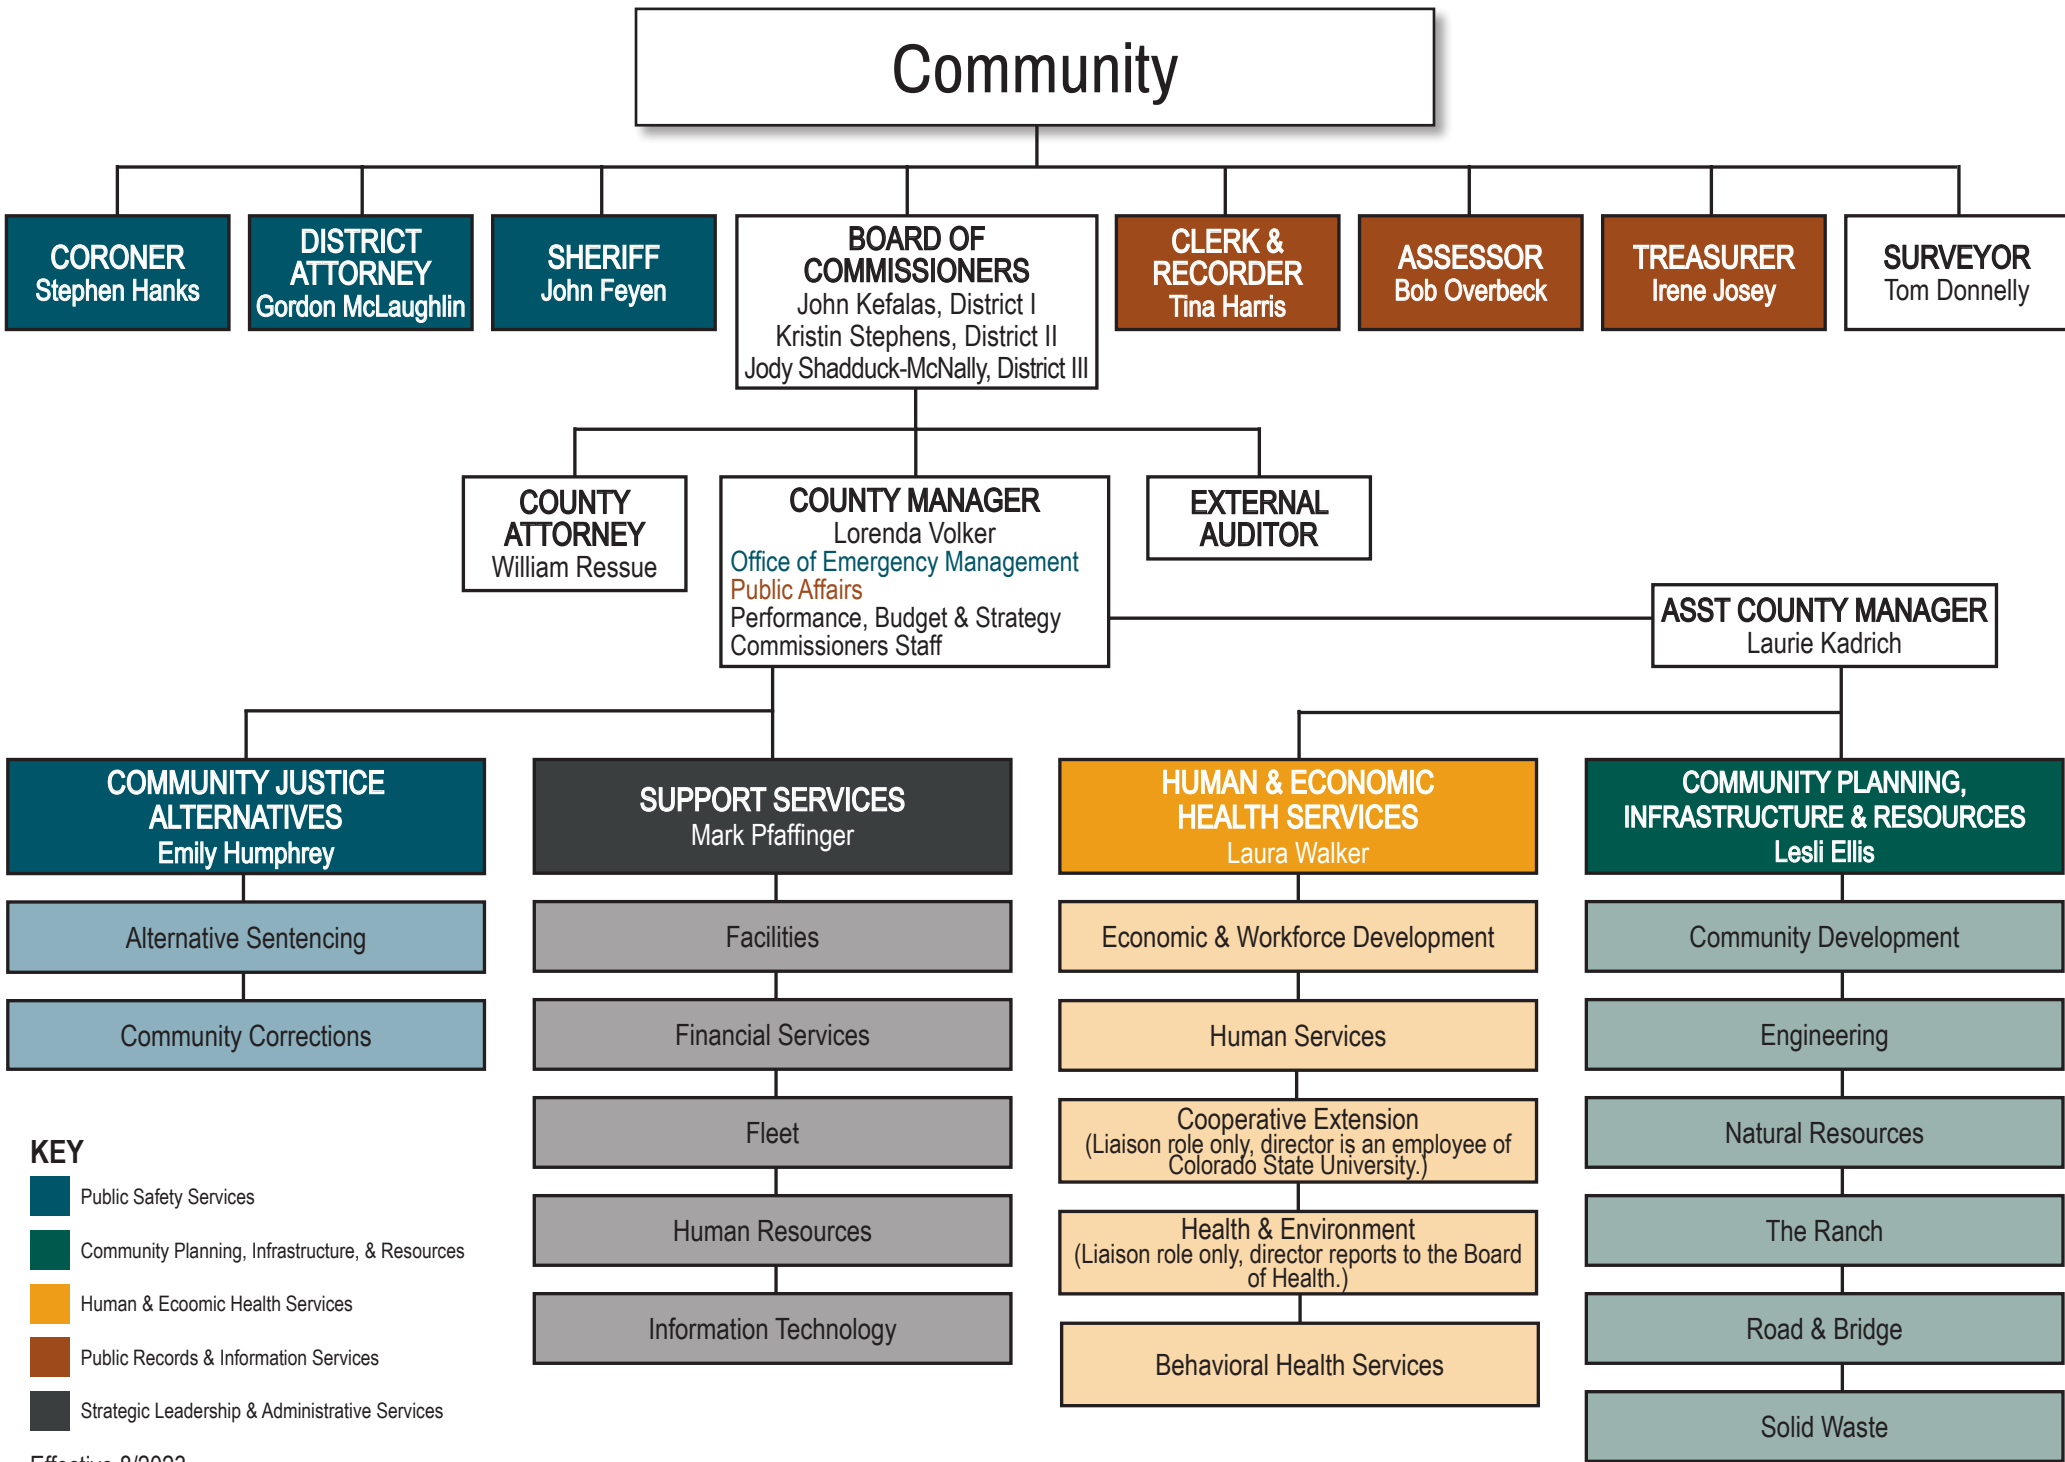 Community
CORONER
Stephen Hanks
DISTRICT
ATTORNEY
Gordon McLaughlin
SHERIFF
John Feyen
BOARD OF
COMMISSIONERS
John Kefalas, District I
Kristin Stephens, District II
Jody Shadduck-McNally, District III
CLERK &
RECORDER
Tina Harris
ASSESSOR
Bob Overbeck
TREASURER
Irene Josey
SURVEYOR
Tom Donnelly
COUNTY
ATTORNEY
William Ressue
COUNTY MANAGER
Lorenda Volker
Office of Emergency Management
Public Affairs
Performance, Budget & Strategy
Commissioners Staff
EXTERNAL
AUDITOR
ASST COUNTY MANAGER
Laurie Kadrich
COMMUNITY JUSTICE
ALTERNATIVES
Emily Humphrey
Alternative Sentencing
Community Corrections
SUPPORT SERVICES
Mark Pfaffinger
Facilities
Financial Services
Fleet
Human Resources
Information Technology
HUMAN & ECONOMIC
HEALTH SERVICES
Laura Walker
Economic & Workforce Development
Human Services
Cooperative Extension
(Liaison role only, director is an employee of
Colorado State University.)
Health & Environment
(Liaison role only, director reports to the Board
of Health.)
Behavioral Health Services
COMMUNITY PLANNING,
INFRASTRUCTURE & RESOURCES
Lesli Ellis
Community Development
Engineering
Natural Resources
The Ranch
Road & Bridge
Solid Waste
KEY
Public Safety Services
Community Planning, Infrastructure, & Resources
Human & Ecoomic Health Services
Public Records & Information Services
Strategic Leadership & Administrative Services
Effective 8/2023